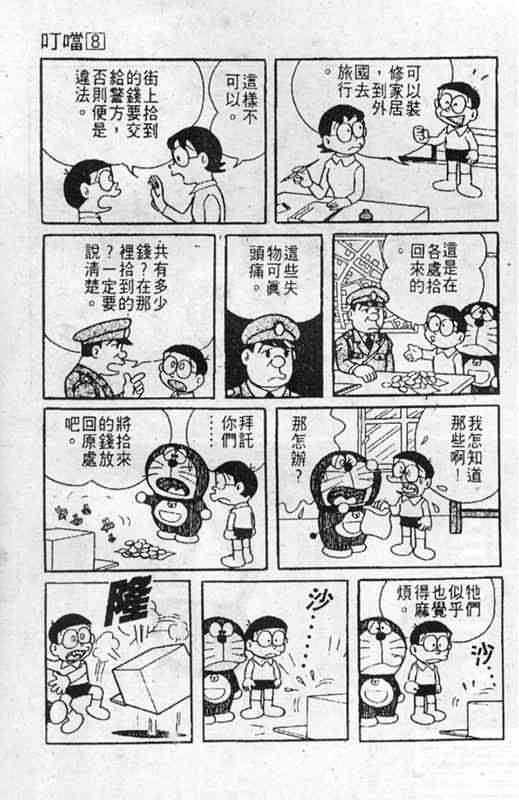 叮噹8
可以裝
修家居
，到外
國去
旅行
。
這樣不
可以。
街上拾到
的錢要交
給警方，
否則便是
違法。
這是在
各處拾
回來的
。
這些失
物可真
頭痛。
共有多少
錢？在那
裡拾到的
？一定要
說清楚。
我怎知道
那些啊！
那怎辦？
拜託
你們
……
將拾來
的錢放
回原處
吧。
牠們
似乎
也覺
得麻
煩。
沙……
沙……
隆